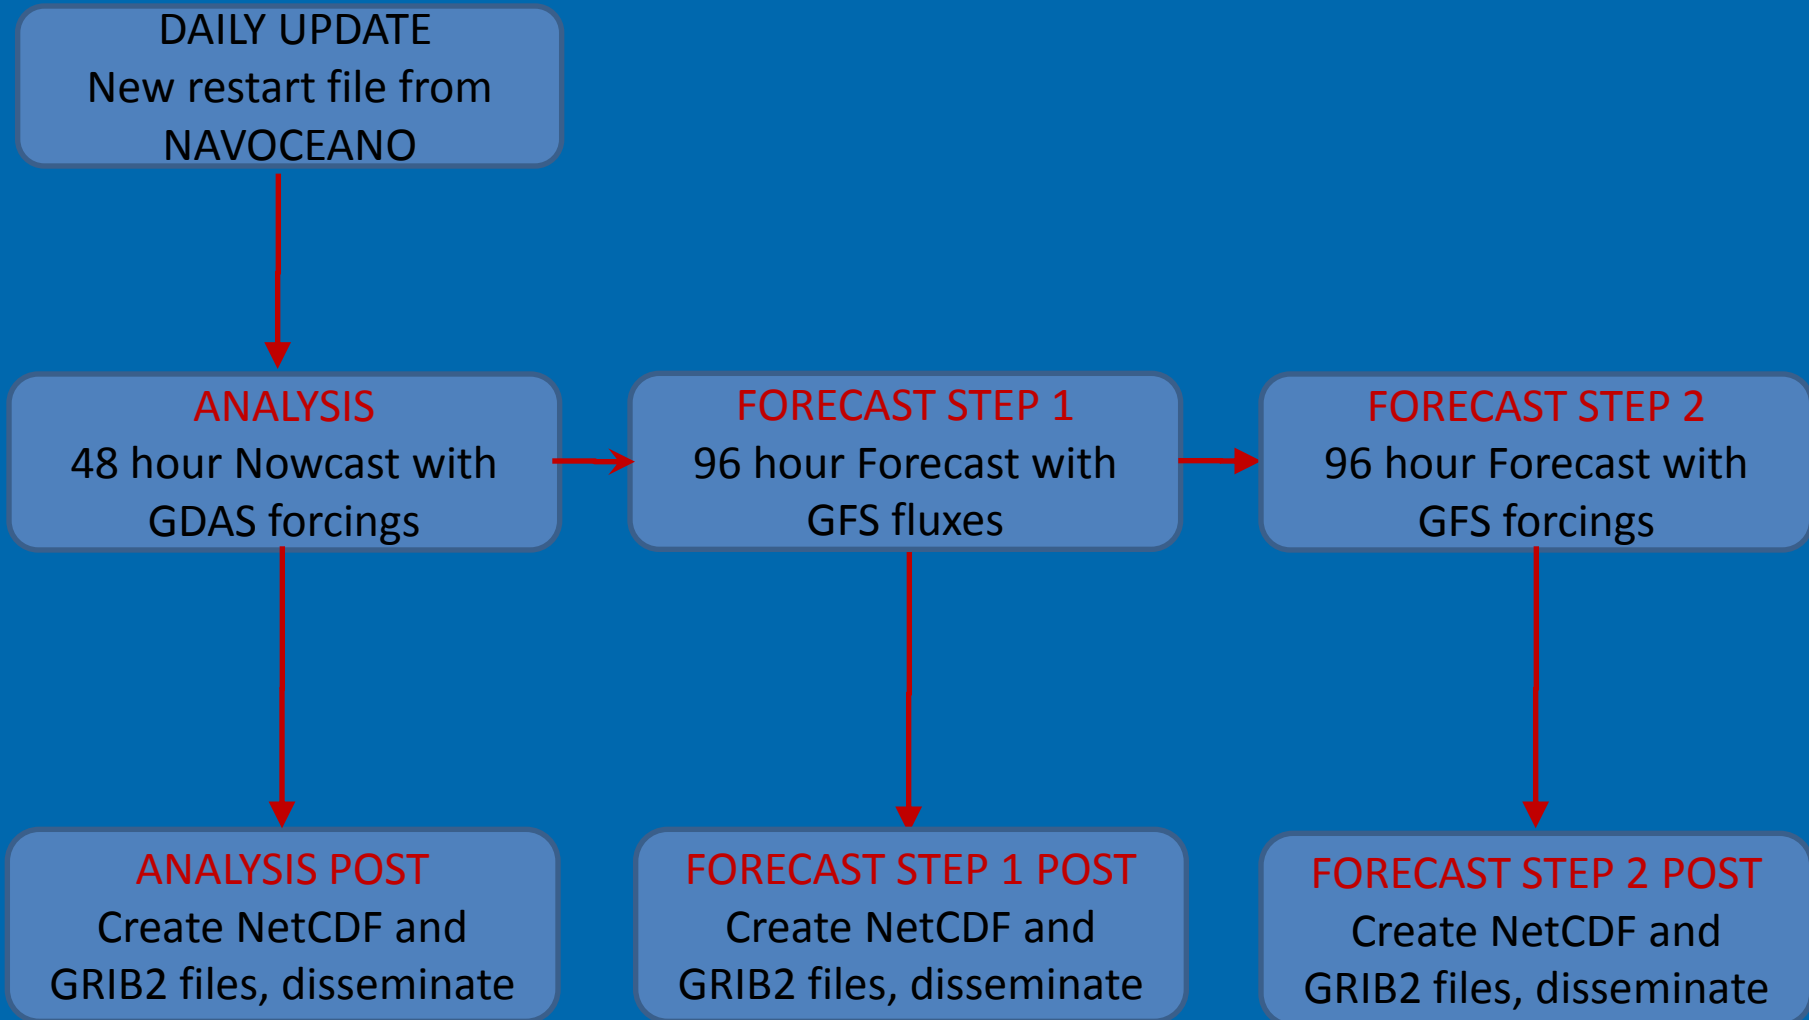 DAILY UPDATE
New restart file from
NAVOCEANO
ANALYSIS
48 hour Nowcast with
GDAS forcings
FORECAST STEP 1
96 hour Forecast with
GFS fluxes
FORECAST STEP 2
96 hour Forecast with
GFS forcings
ANALYSIS POST
Create NetCDF and
GRIB2 files, disseminate
FORECAST STEP 1 POST
Create NetCDF and
GRIB2 files, disseminate
FORECAST STEP 2 POST
Create NetCDF and
GRIB2 files, disseminate